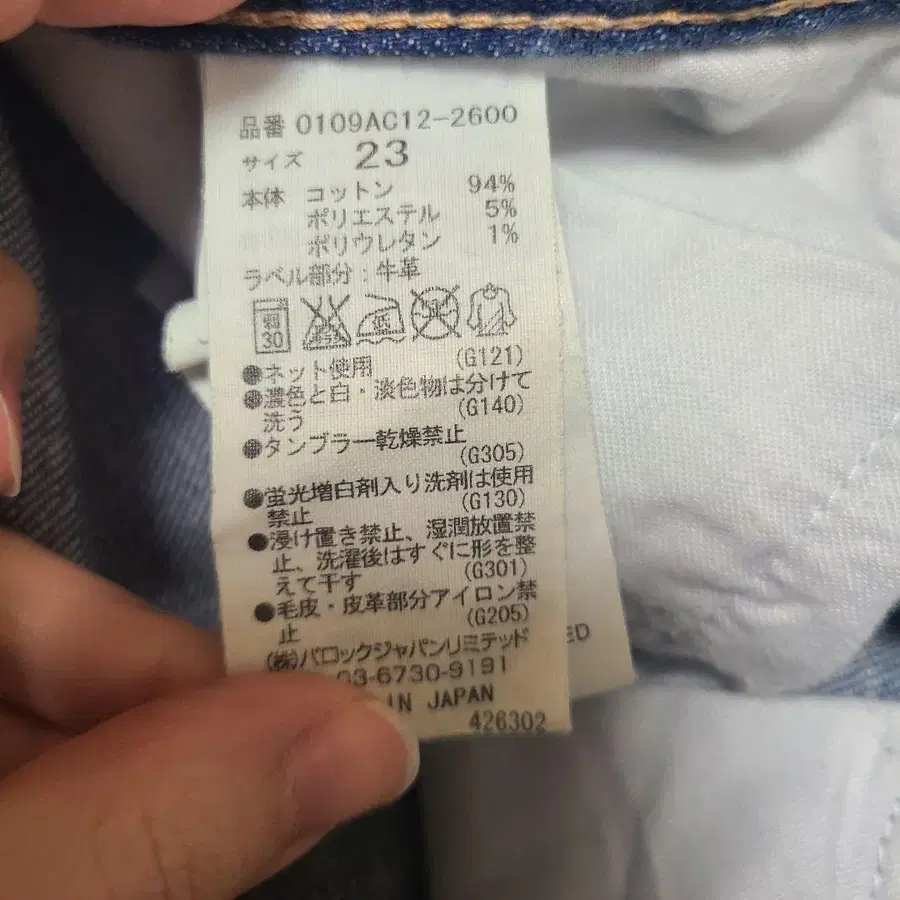 品番 0109AC12-2600
サイズ 23
本体 コットン 94%
ポリエステル 5%
ポリウレタン 1%
ラベル部分:牛革
弱 30 低
●ネット使用 (G121)
●濃色と白・淡色物は分けて
洗う (G140)
●タンブラー乾燥禁止
(G305)
●蛍光増白剤入り洗剤は使用
禁止 (G130)
●浸け置き禁止、湿潤放置禁
止、洗濯後はすぐに形を整
えて干す (G301)
●毛皮・皮革部分アイロン禁
止 (G205)
(株)バロックジャパンリミテッド
03-6730-9191
IN JAPAN
426302
ED